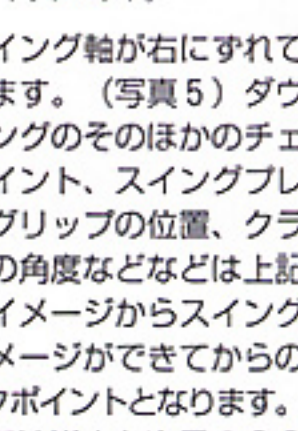 イング軸が右にずれて
ます。（写真5）ダウ
ングのそのほかのチェ
イント、スイングプレ
グリップの位置、クラ
の角度などなどは上記
イメージからスイング
メージができてからの
クポイントとなります。